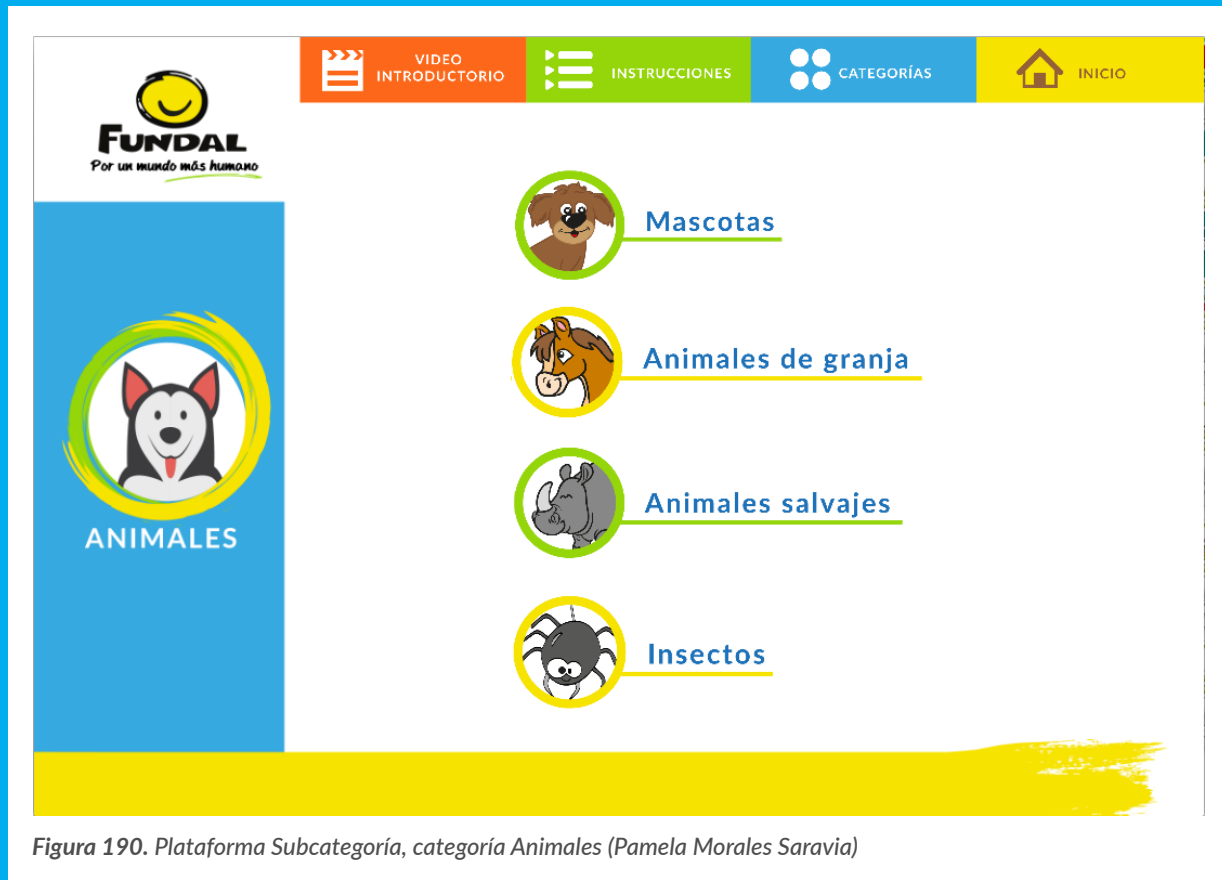 FUNDAL
Por un mundo más humano
VIDEO
INTRODUCTORIO
INSTRUCCIONES
CATEGORÍAS
INICIO
Mascotas
Animales de granja
Animales salvajes
Insectos
ANIMALES
Figura 190. Plataforma Subcategoría, categoría Animales (Pamela Morales Saravia)